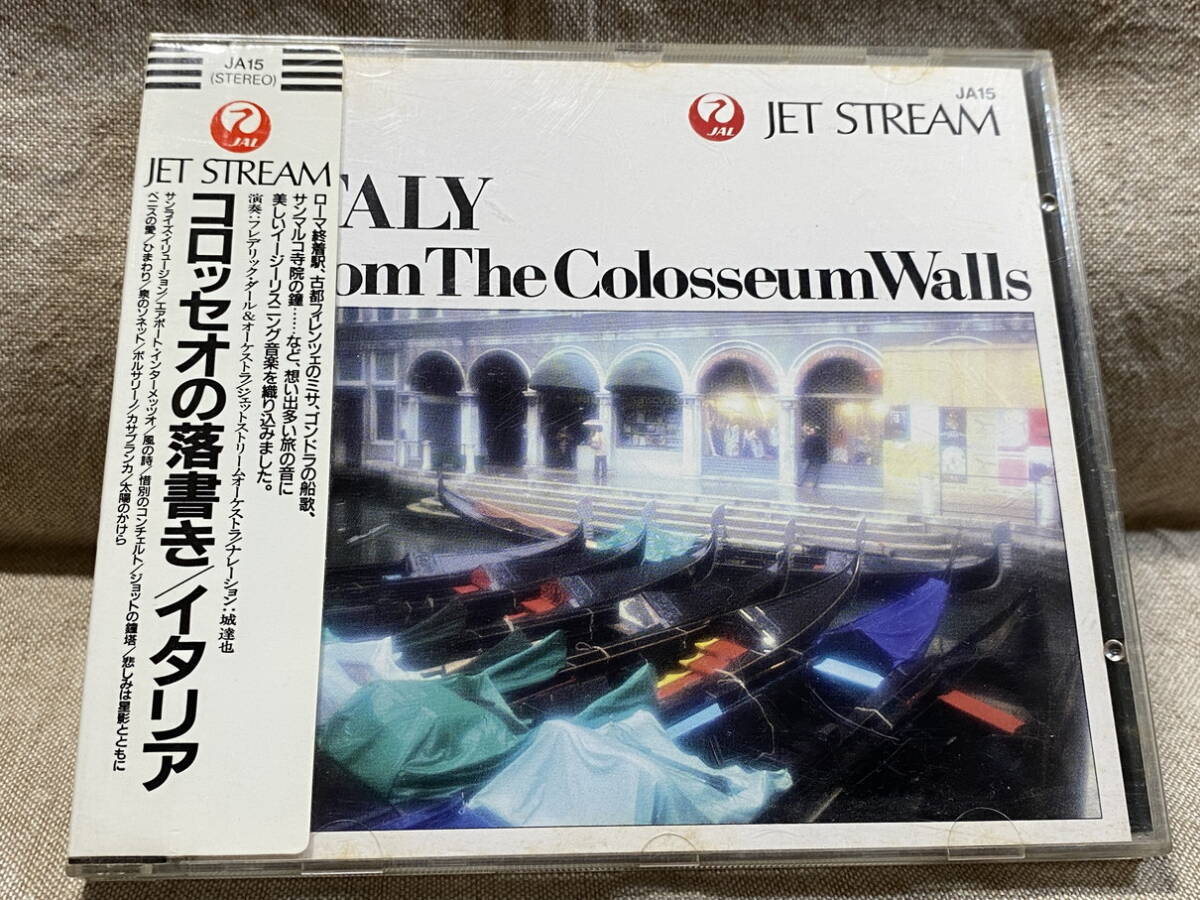 JA15
(STEREO)
JAL
JET STREAM
コロッセオの落書き/イタリア
ローマ終着駅、古都フィレンツェのミサ、ゴンドラの船歌、
サンマルコ寺院の鐘……など、想い出多い旅の音に
美しいイージーリスニング音楽を織り込みました。
演奏:フレデリック・ダール&オーケストラ/ジェットストリーム・オーケストラ/ナレーション:城達也
サンライズ・イリュージョン/エアポート・インターメッツォ/風の詩/惜別のコンチェルト/ジョットの鐘塔/悲しみは星影とともに
ベニスの愛/ひまわり/泉のソネット/ボルサリーノ/カサブランカ/太陽のかけら
JA15
JAL
JET STREAM
TALY
om The Colosseum Walls